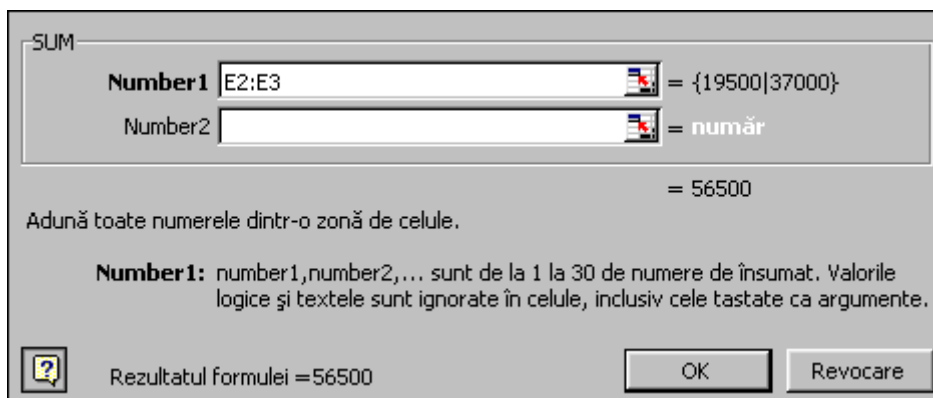 SUM
Number1 E2:E3 = {19500|37000}
Number2 = număr
= 56500
Adună toate numerele dintr-o zonă de celule.
Number1: number1,number2,... sunt de la 1 la 30 de numere de însumat. Valorile
logice şi textele sunt ignorate în celule, inclusiv cele tastate ca argumente.
Rezultatul formulei =56500 OK Revocare